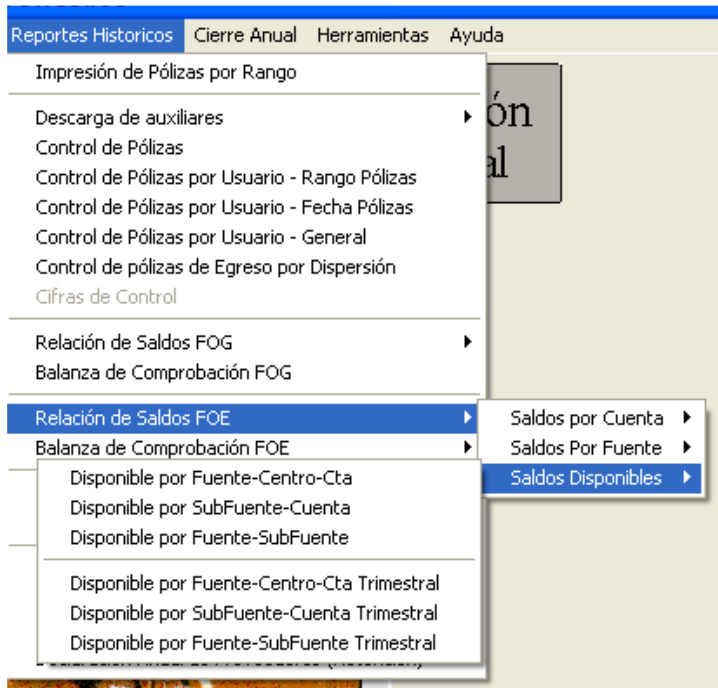 Reportes Historicos Cierre Anual Herramientas Ayuda
Impresión de Pólizas por Rango
Descarga de auxiliares
Control de Pólizas
Control de Pólizas por Usuario - Rango Pólizas
Control de Pólizas por Usuario - Fecha Pólizas
Control de Pólizas por Usuario - General
Control de pólizas de Egreso por Dispersión
Cifras de Control
Relación de Saldos FOG
Balanza de Comprobación FOG
Relación de Saldos FOE
Balanza de Comprobación FOE
ón
al
Saldos por Cuenta
Saldos Por Fuente
Saldos Disponibles
Disponible por Fuente-Centro-Cta
Disponible por SubFuente-Cuenta
Disponible por Fuente-SubFuente
Disponible por Fuente-Centro-Cta Trimestral
Disponible por SubFuente-Cuenta Trimestral
Disponible por Fuente-SubFuente Trimestral